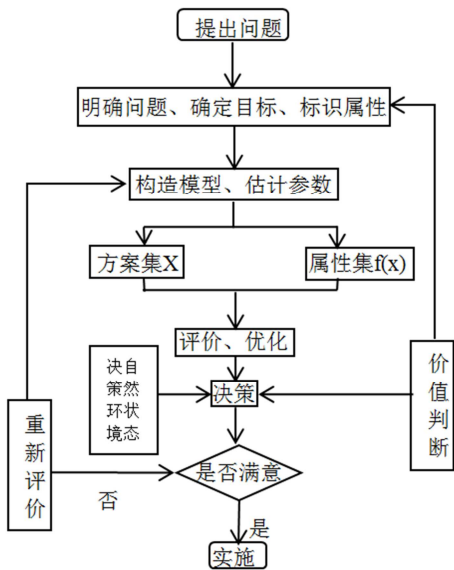 提出问题
明确问题、确定目标、标识属性
构造模型、估计参数
方案集X
属性集f(x)
评价、优化
决自
策然
环状
境态
决策
价值判断
重新评价
是否满意
否
是
实施